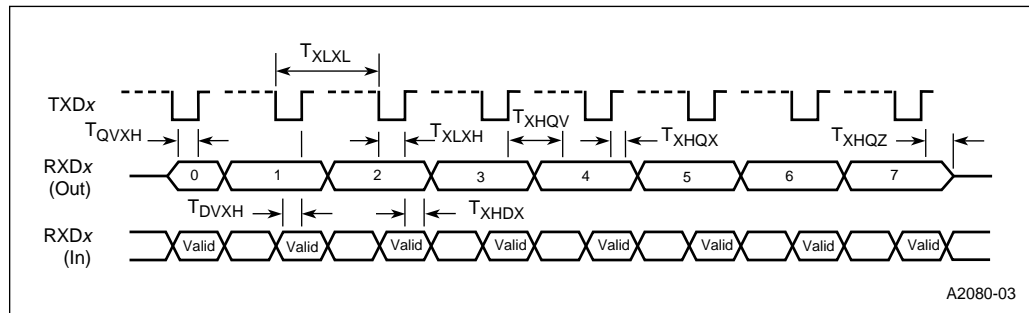 TXLXL
TXDx
TQVXH
TXLXH
TXHQV
TXHQX
TXHQZ
RXDx
(Out)
0 1 2 3 4 5 6 7
TDVXH
TXHDX
RXDx
(In)
Valid Valid Valid Valid Valid Valid Valid Valid
A2080-03